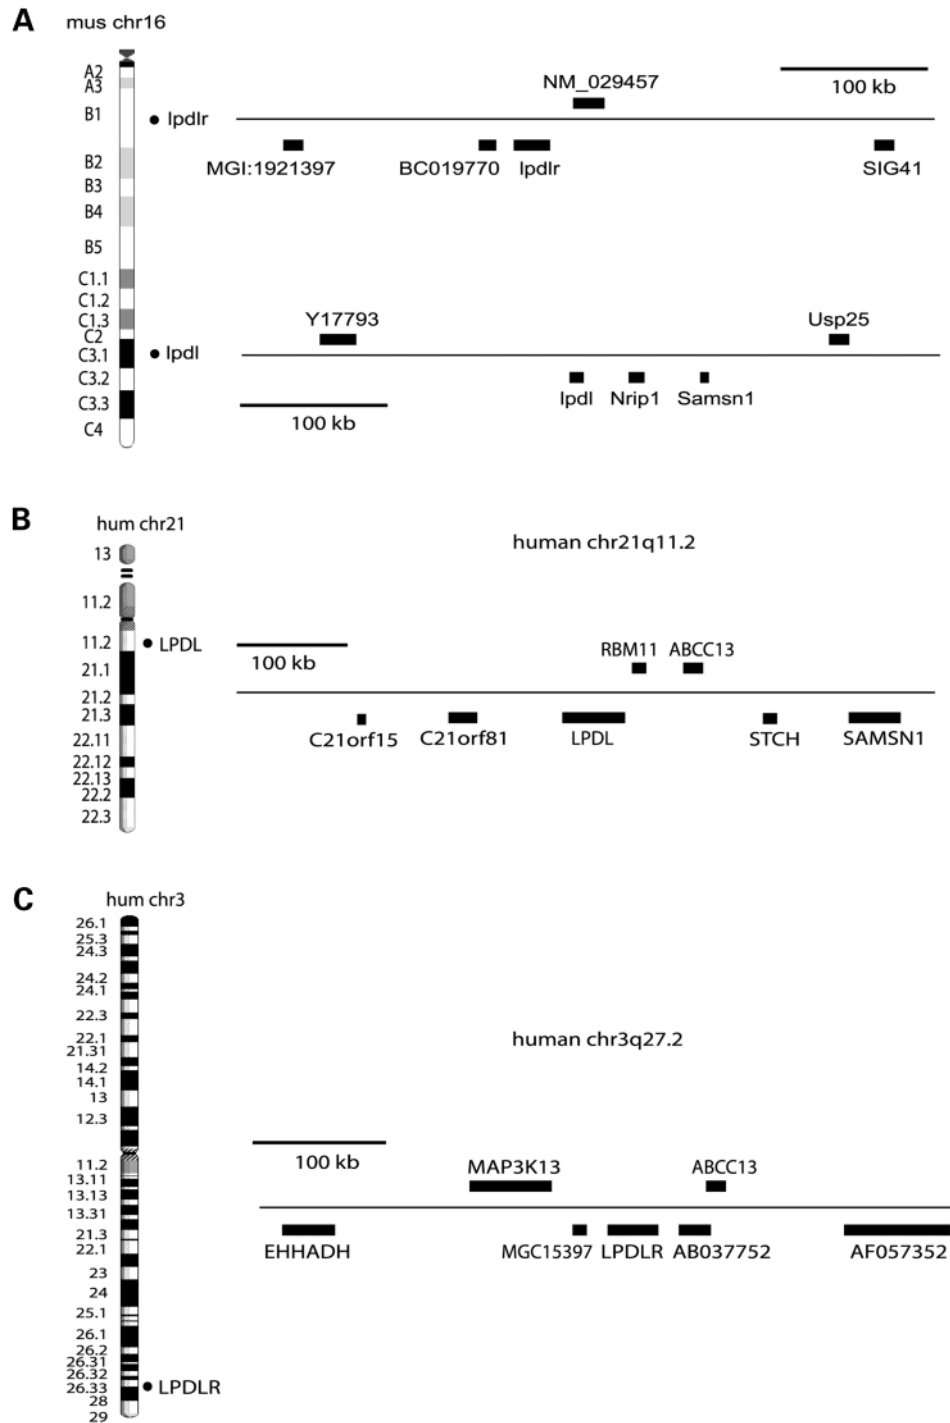 A
mus chr16
A2
A3
B1
B2
B3
B4
B5
C1.1
C1.2
C1.3
C2
C3.1
C3.2
C3.3
C4
lpdlr
lpdl
100 kb
NM_029457
MGI:1921397 BC019770 lpdlr SIG41
Y17793 Usp25
lpdl Nrip1 Samsn1
100 kb
B
hum chr21
human chr21q11.2
13
11.2
11.2
21.1
21.2
21.3
22.11
22.12
22.13
22.2
22.3
LPDL
100 kb
RBM11 ABCC13
C21orf15 C21orf81 LPDL STCH SAMSN1
C
hum chr3
human chr3q27.2
26.1
25.3
24.3
24.2
24.1
22.3
22.1
21.31
14.2
14.1
13
12.3
11.2
13.11
13.13
13.31
21.3
22.1
23
24
25.1
26.1
26.2
26.31
26.32
26.33
28
29
LPDLR
100 kb
MAP3K13 ABCC13
EHHADH MGC15397 LPDLR AB037752 AF057352